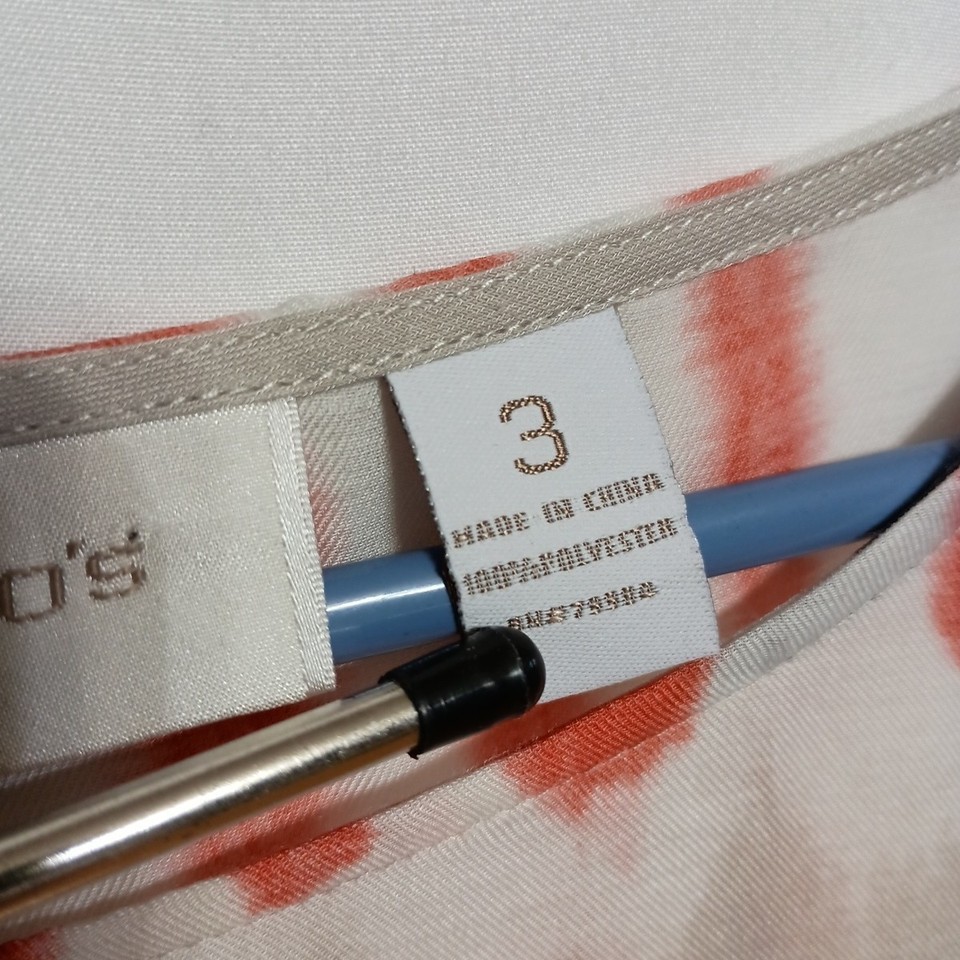 o's
3
MADE IN CHINA
100%POLYESTER